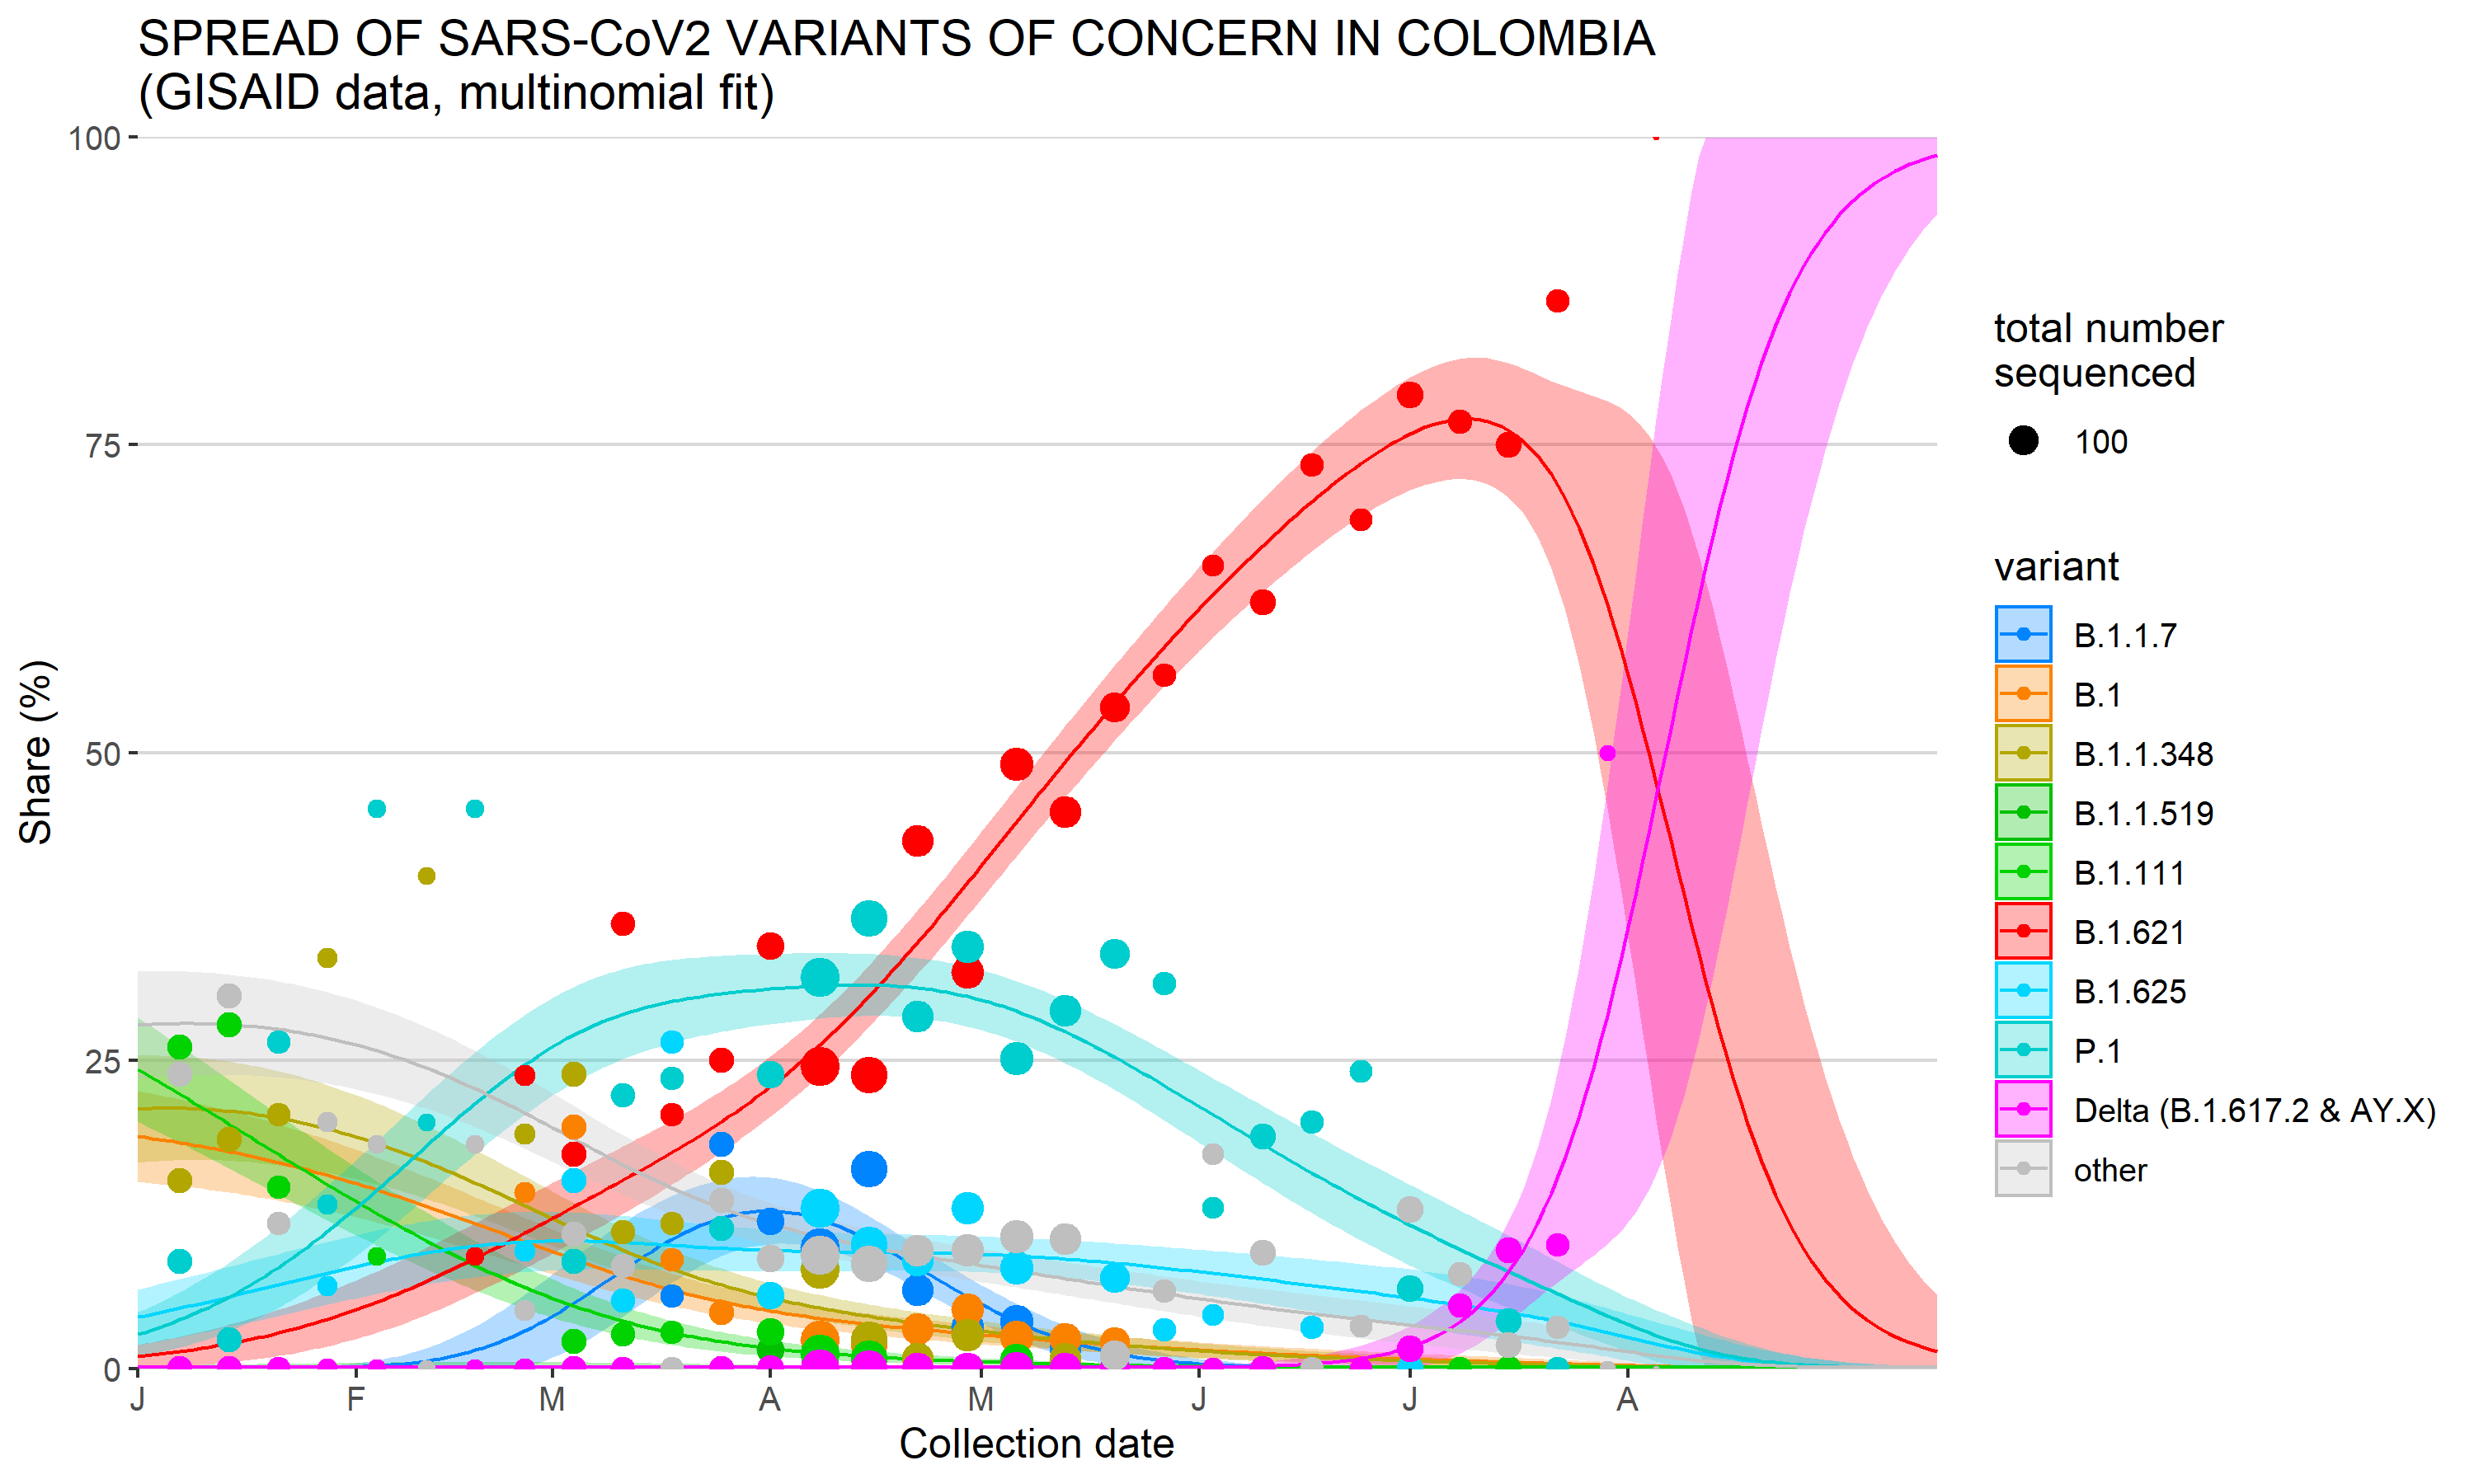 SPREAD OF SARS-CoV2 VARIANTS OF CONCERN IN COLOMBIA
(GISAID data, multinomial fit)
Share (%)
100
75
50
25
0
J F M A M J J A
Collection date
total number
sequenced
100
variant
B.1.1.7
B.1
B.1.1.348
B.1.1.519
B.1.111
B.1.621
B.1.625
P.1
Delta (B.1.617.2 & AY.X)
other